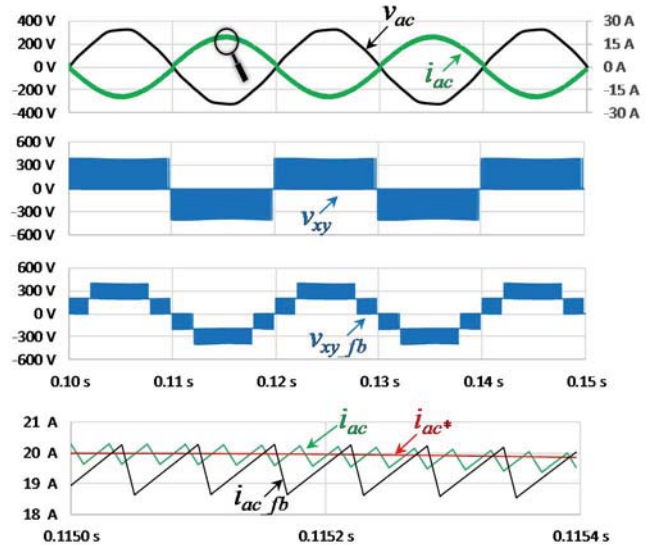 400 V
200 V
0 V
-200 V
-400 V
v_ac
i_ac
30 A
15 A
0 A
-15 A
-30 A
600 V
300 V
0 V
-300 V
-600 V
v_xy
600 V
300 V
0 V
-300 V
-600 V
v_xy_fb
0.10 s 0.11 s 0.12 s 0.13 s 0.14 s 0.15 s
21 A
20 A
19 A
18 A
i_ac
i_ac*
i_ac_fb
0.1150 s 0.1152 s 0.1154 s